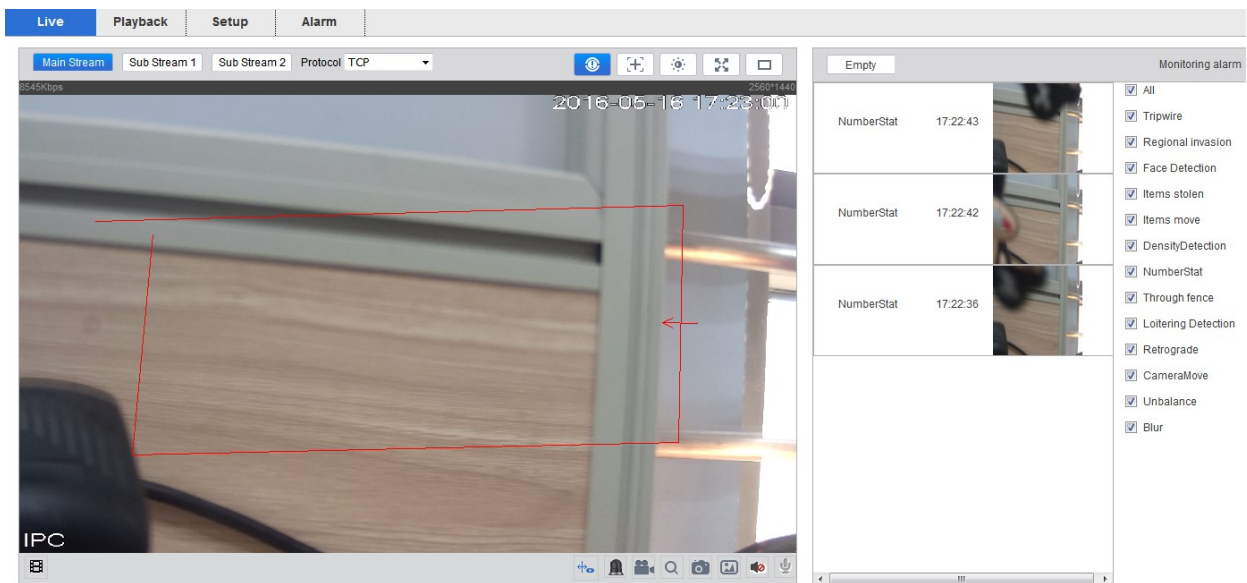 Live Playback Setup Alarm
Main Stream Sub Stream 1 Sub Stream 2 Protocol TCP
8545Kbps 2560*1440
2016-05-16 17:23:00
IPC
Empty Monitoring alarm
NumberStat 17:22:43
NumberStat 17:22:42
NumberStat 17:22:36
All
Tripwire
Regional invasion
Face Detection
Items stolen
Items move
DensityDetection
NumberStat
Through fence
Loitering Detection
Retrograde
CameraMove
Unbalance
Blur